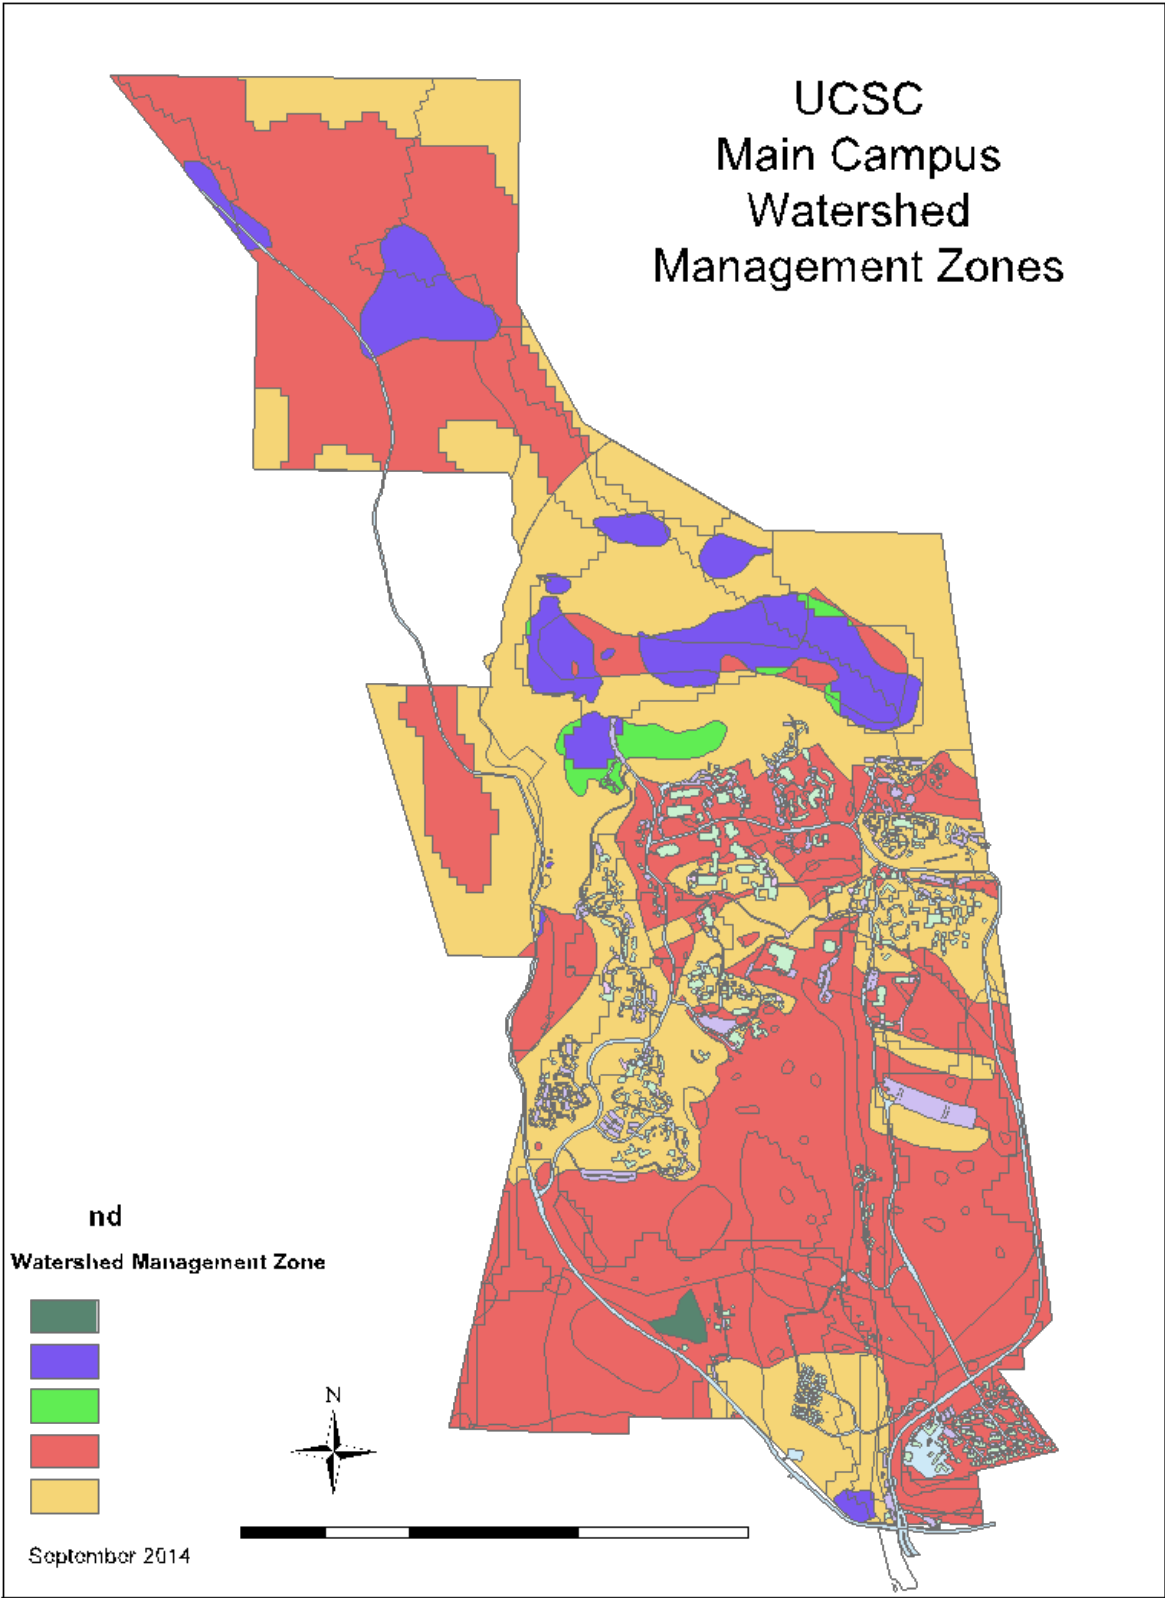 UCSC
Main Campus
Watershed
Management Zones
nd
Watershed Management Zone
N
September 2014